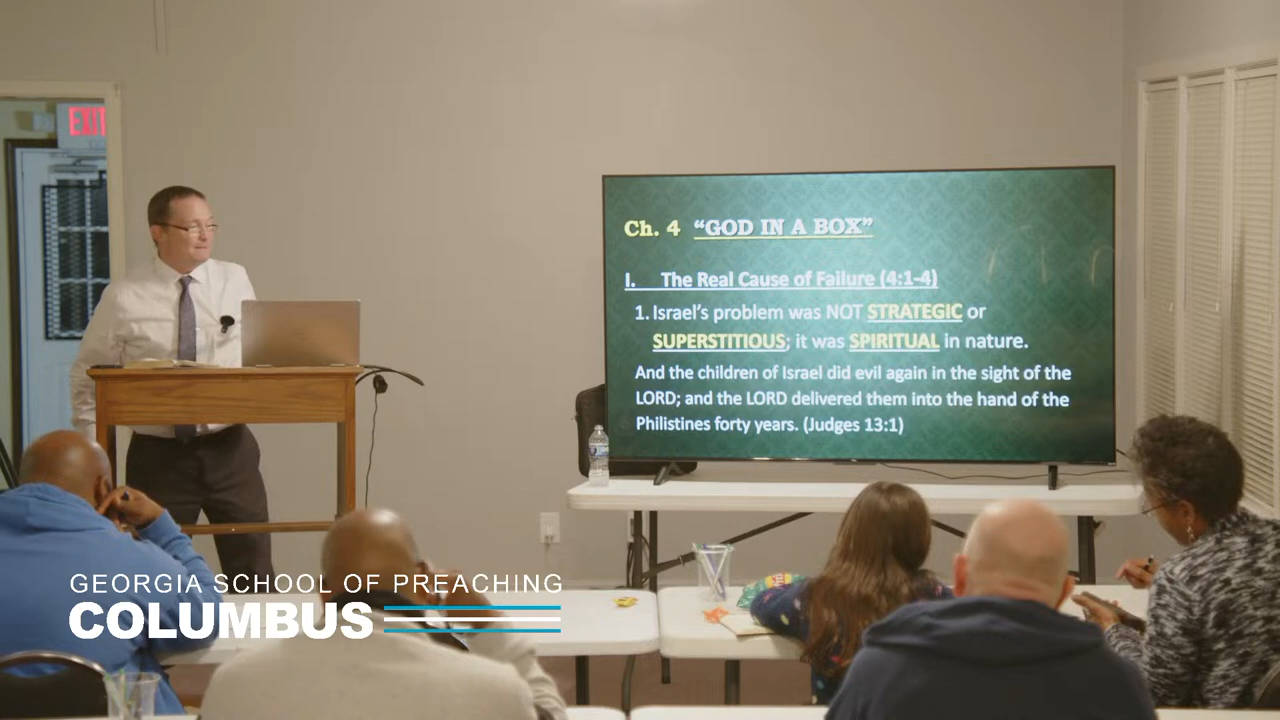 EXIT
Ch. 4 “GOD IN A BOX”
I. The Real Cause of Failure (4:1-4)
1. Israel’s problem was NOT STRATEGIC or
SUPERSTITIOUS; it was SPIRITUAL in nature.
And the children of Israel did evil again in the sight of the
LORD; and the LORD delivered them into the hand of the
Philistines forty years. (Judges 13:1)
GEORGIA SCHOOL OF PREACHING
COLUMBUS